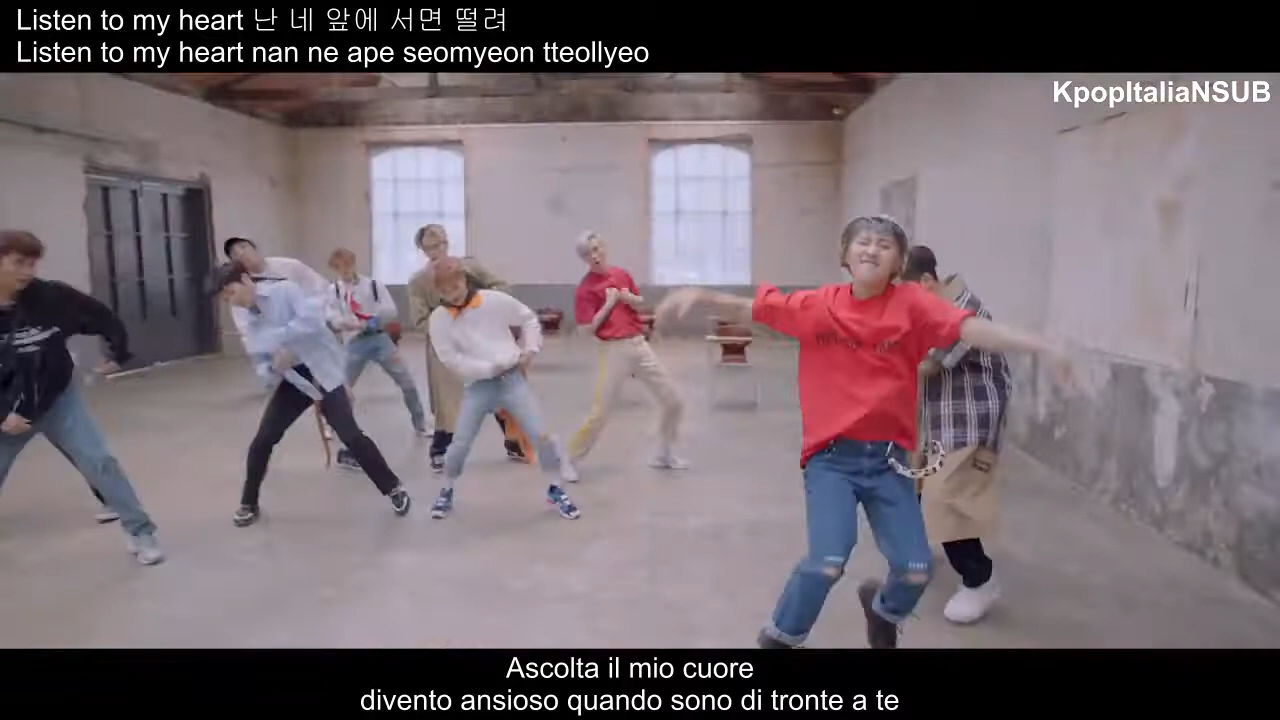 Listen to my heart 난 네 앞에 서면 떨려
Listen to my heart nan ne ape seomyeon tteollyeo
KpopItaliaNSUB
Ascolta il mio cuore
divento ansioso quando sono di tronte a te